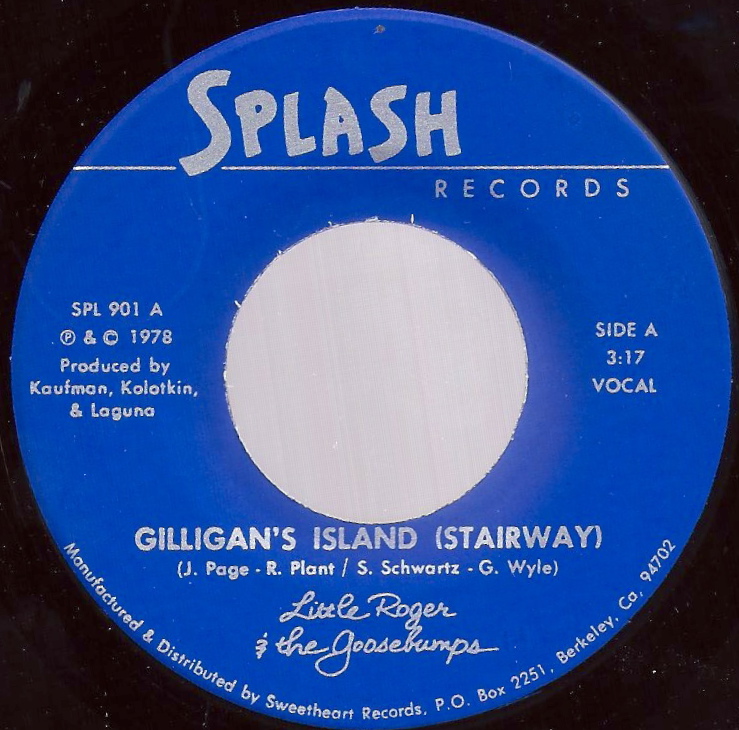 SPLASH
RECORDS
SPL 901 A
℗ & © 1978
Produced by
Kaufman, Kolotkin,
& Laguna
SIDE A
3:17
VOCAL
GILLIGAN'S ISLAND (STAIRWAY)
(J. Page - R. Plant / S. Schwartz - G. Wyle)
Little Roger
& the Goosebumps
Manufactured & Distributed by Sweetheart Records, P.O. Box 2251, Berkeley, Ca, 94702